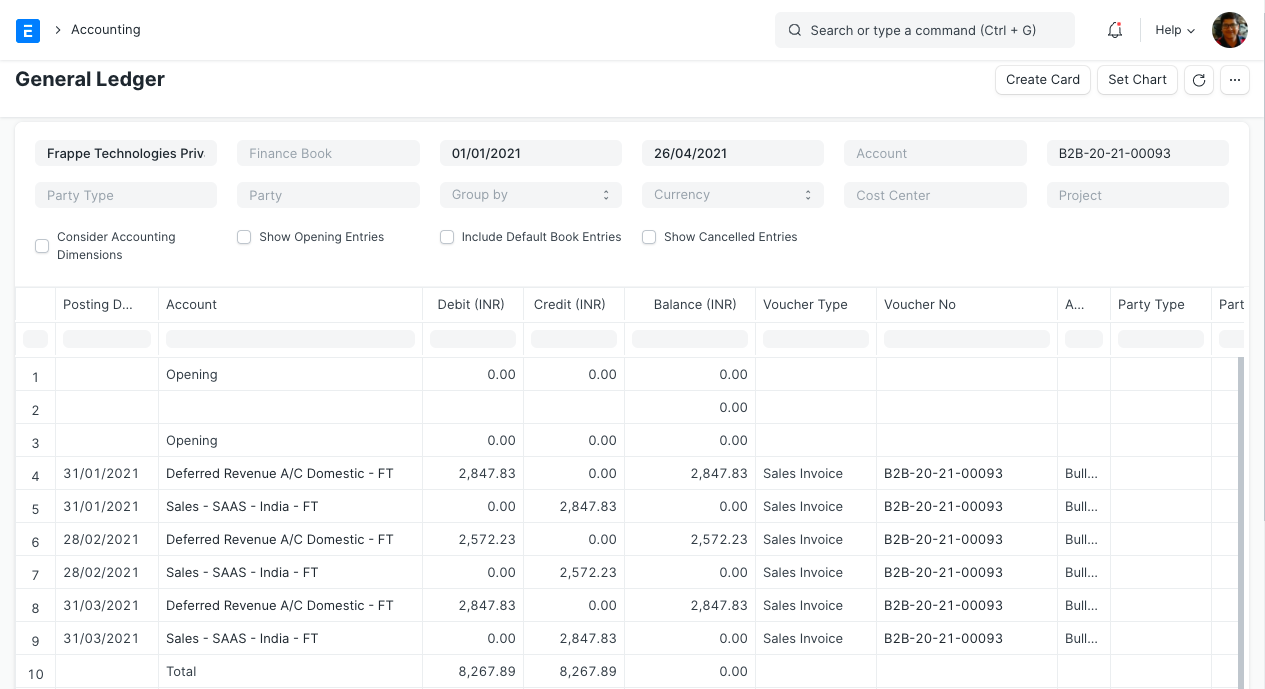 E > Accounting Search or type a command (Ctrl + G) Help
General Ledger Create Card Set Chart ...
Frappe Technologies Priv Finance Book 01/01/2021 26/04/2021 Account B2B-20-21-00093
Party Type Party Group by Currency Cost Center Project
Consider Accounting Dimensions Show Opening Entries Include Default Book Entries Show Cancelled Entries
Posting D... Account Debit (INR) Credit (INR) Balance (INR) Voucher Type Voucher No A... Party Type Part
1 Opening 0.00 0.00 0.00
2 0.00
3 Opening 0.00 0.00 0.00
4 31/01/2021 Deferred Revenue A/C Domestic - FT 2,847.83 0.00 2,847.83 Sales Invoice B2B-20-21-00093 Bull...
5 31/01/2021 Sales - SAAS - India - FT 0.00 2,847.83 0.00 Sales Invoice B2B-20-21-00093 Bull...
6 28/02/2021 Deferred Revenue A/C Domestic - FT 2,572.23 0.00 2,572.23 Sales Invoice B2B-20-21-00093 Bull...
7 28/02/2021 Sales - SAAS - India - FT 0.00 2,572.23 0.00 Sales Invoice B2B-20-21-00093 Bull...
8 31/03/2021 Deferred Revenue A/C Domestic - FT 2,847.83 0.00 2,847.83 Sales Invoice B2B-20-21-00093 Bull...
9 31/03/2021 Sales - SAAS - India - FT 0.00 2,847.83 0.00 Sales Invoice B2B-20-21-00093 Bull...
10 Total 8,267.89 8,267.89 0.00